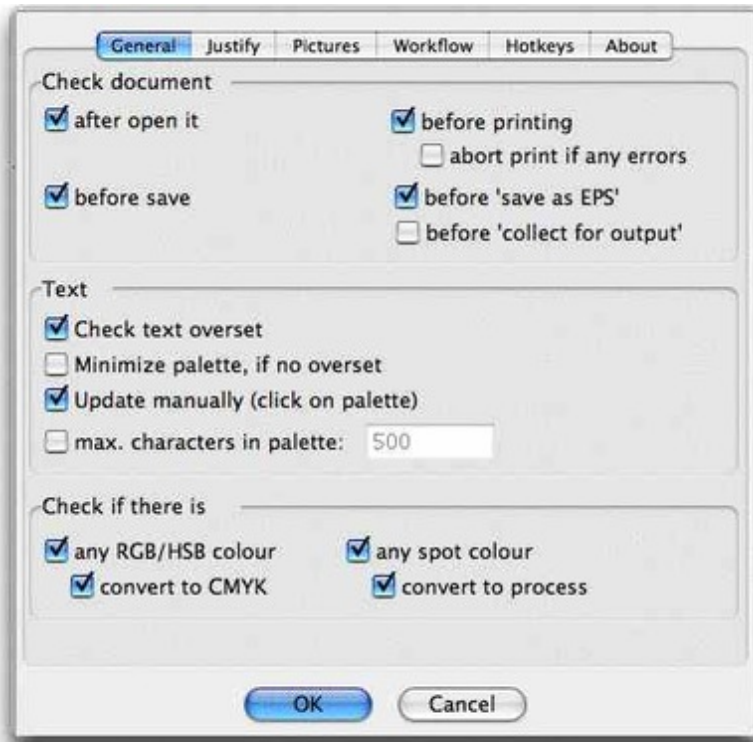 General Justify Pictures Workflow Hotkeys About
Check document
after open it
before printing
abort print if any errors
before save
before 'save as EPS'
before 'collect for output'
Text
Check text overset
Minimize palette, if no overset
Update manually (click on palette)
max. characters in palette: 500
Check if there is
any RGB/HSB colour any spot colour
convert to CMYK convert to process
OK Cancel